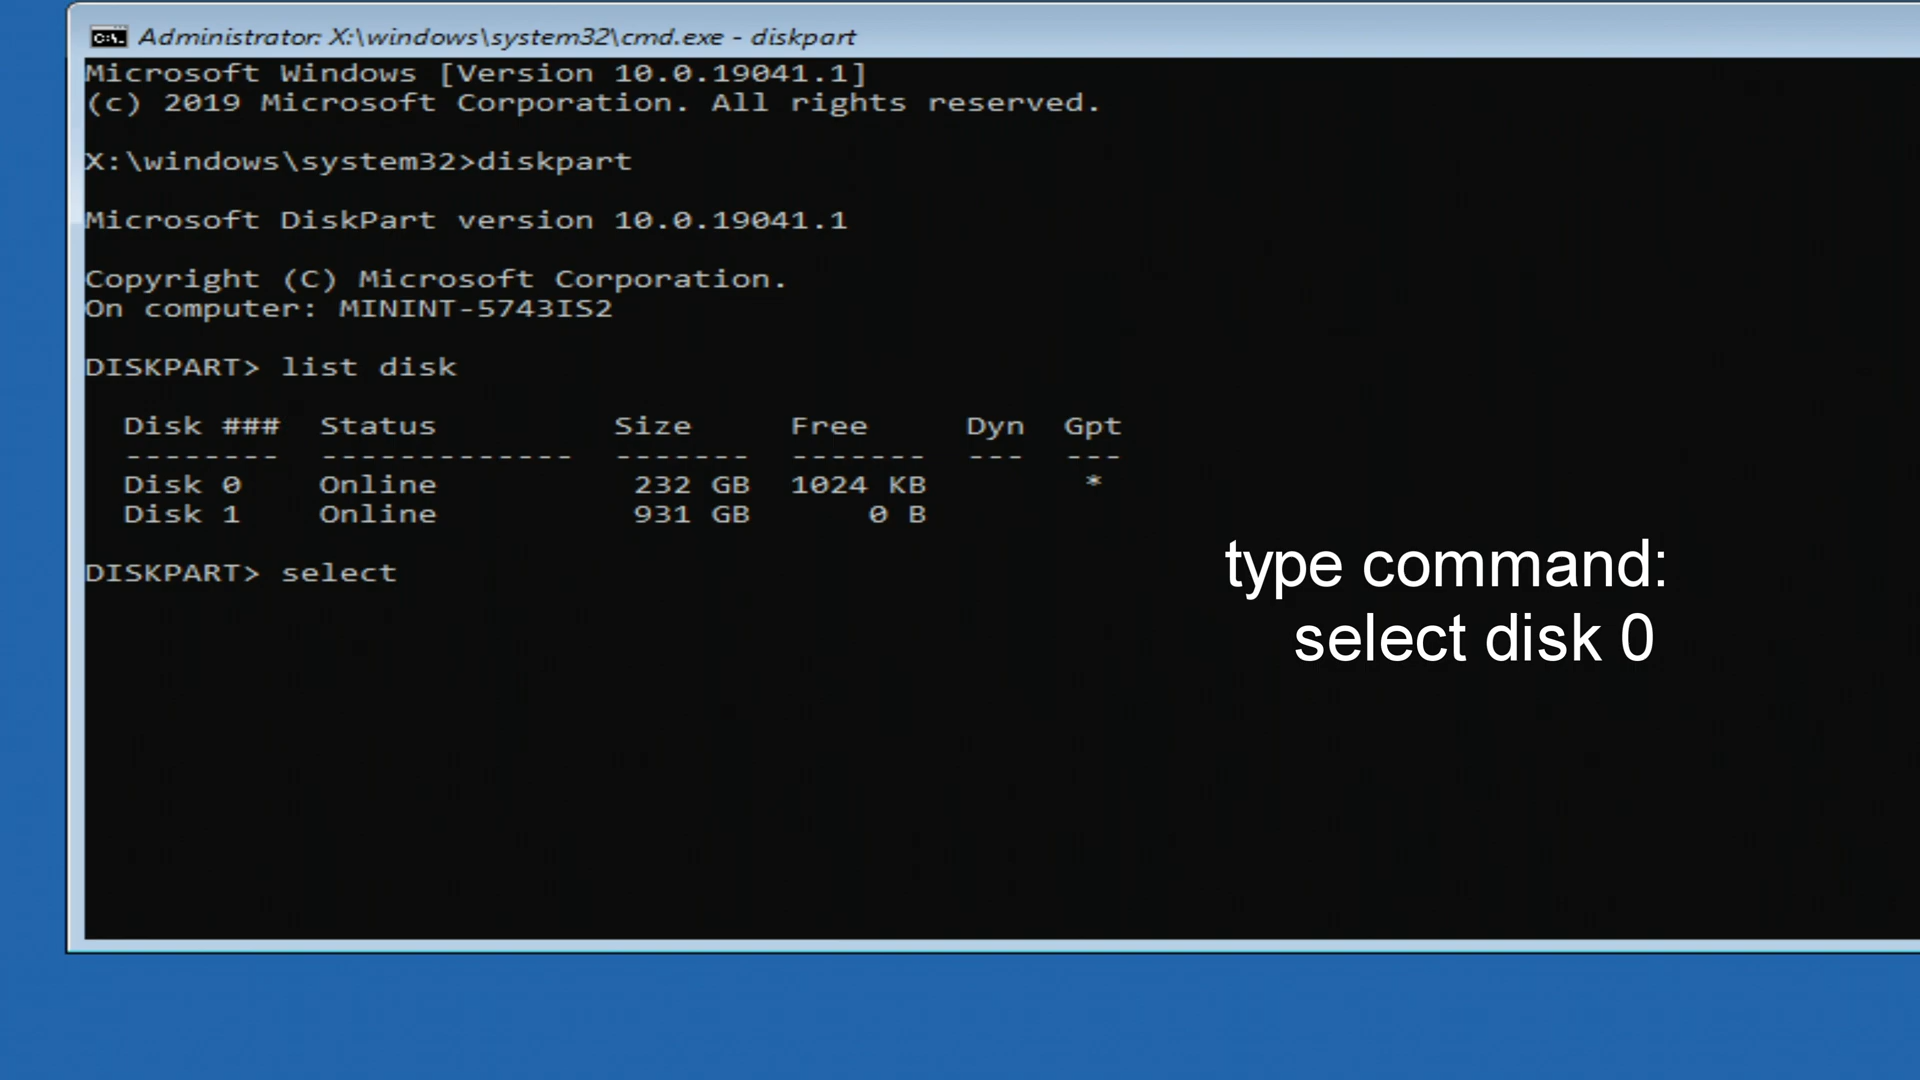 Administrator: X:\windows\system32\cmd.exe - diskpart
Microsoft Windows [Version 10.0.19041.1]
(c) 2019 Microsoft Corporation. All rights reserved.
X:\windows\system32>diskpart
Microsoft DiskPart version 10.0.19041.1
Copyright (C) Microsoft Corporation.
On computer: MININT-5743IS2
DISKPART> list disk
Disk ###  Status         Size     Free     Dyn  Gpt
--------  -------------  -------  -------  ---  ---
Disk 0    Online          232 GB  1024 KB        *
Disk 1    Online          931 GB      0 B
DISKPART> select
type command:
select disk 0